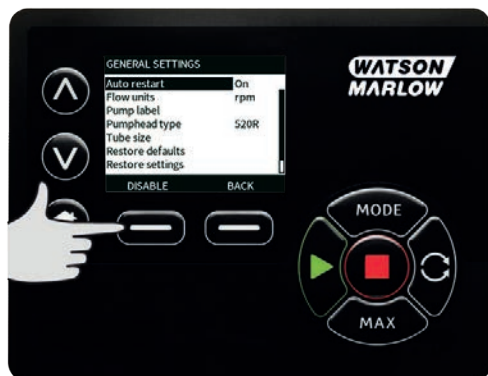 GENERAL SETTINGS
Auto restart On
Flow units rpm
Pump label
Pumphead type 520R
Tube size
Restore defaults
Restore settings
DISABLE BACK
WATSON
MARLOW
MODE
MAX